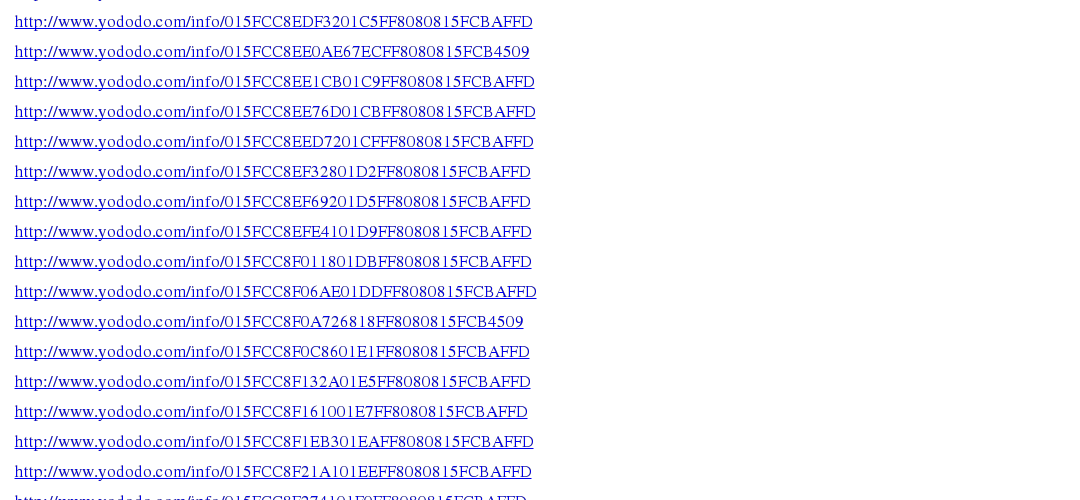 http://www.yododo.com/info/015FCC8EDF3201C5FF8080815FCBAFFD
http://www.yododo.com/info/015FCC8EE0AE67ECFF8080815FCB4509
http://www.yododo.com/info/015FCC8EE1CB01C9FF8080815FCBAFFD
http://www.yododo.com/info/015FCC8EE76D01CBFF8080815FCBAFFD
http://www.yododo.com/info/015FCC8EED7201CFFF8080815FCBAFFD
http://www.yododo.com/info/015FCC8EF32801D2FF8080815FCBAFFD
http://www.yododo.com/info/015FCC8EF69201D5FF8080815FCBAFFD
http://www.yododo.com/info/015FCC8EFE4101D9FF8080815FCBAFFD
http://www.yododo.com/info/015FCC8F011801DBFF8080815FCBAFFD
http://www.yododo.com/info/015FCC8F06AE01DDFF8080815FCBAFFD
http://www.yododo.com/info/015FCC8F0A726818FF8080815FCB4509
http://www.yododo.com/info/015FCC8F0C8601E1FF8080815FCBAFFD
http://www.yododo.com/info/015FCC8F132A01E5FF8080815FCBAFFD
http://www.yododo.com/info/015FCC8F161001E7FF8080815FCBAFFD
http://www.yododo.com/info/015FCC8F1EB301EAFF8080815FCBAFFD
http://www.yododo.com/info/015FCC8F21A101EEFF8080815FCBAFFD